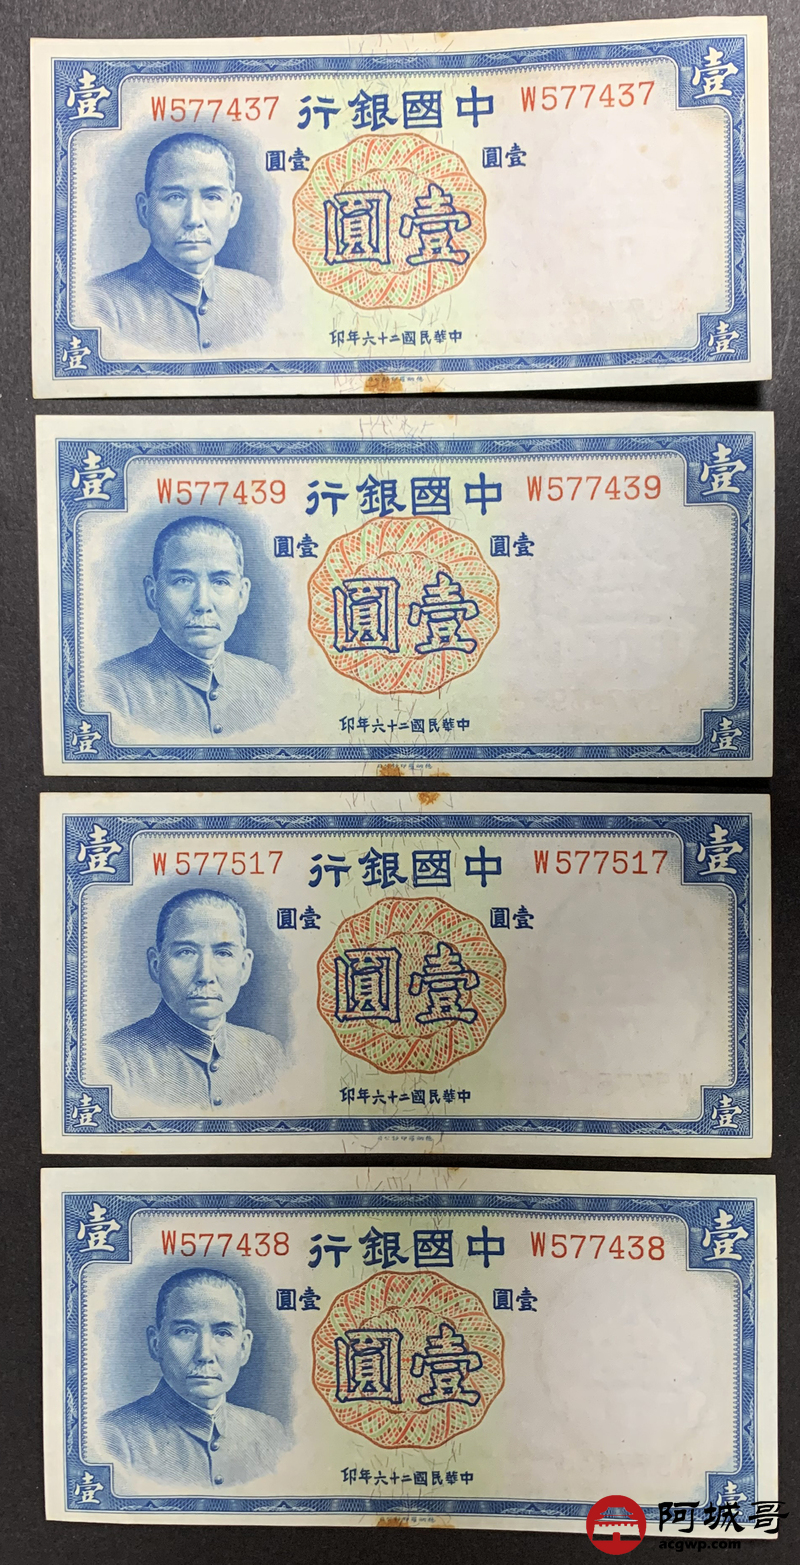 壹 壹
W577437 中國銀行 W577437
壹圓 壹圓
壹圓
中華民國二十六年印
壹 壹
壹 壹
W577439 中國銀行 W577439
壹圓 壹圓
壹圓
中華民國二十六年印
壹 壹
壹 壹
W577517 中國銀行 W577517
壹圓 壹圓
壹圓
中華民國二十六年印
壹 壹
壹 壹
W577438 中國銀行 W577438
壹圓 壹圓
壹圓
中華民國二十六年印
壹 壹
阿城哥
acgwp.com